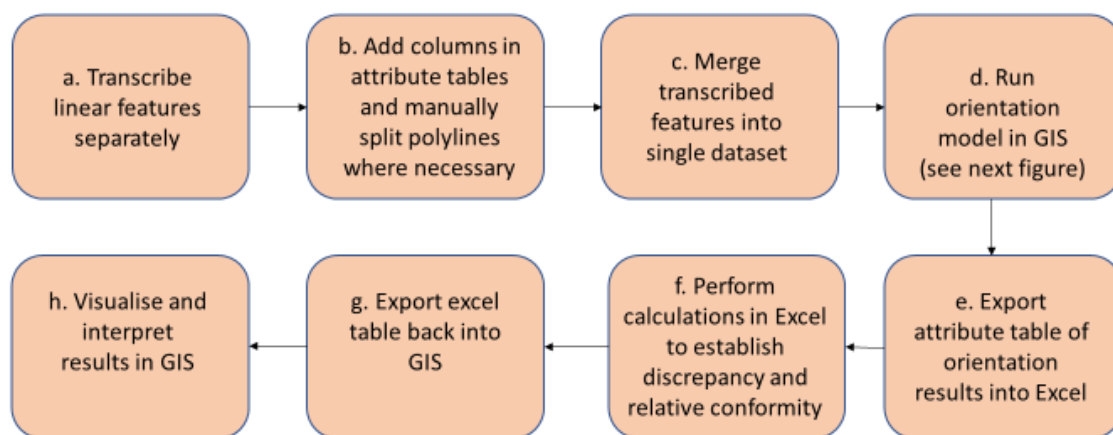 a. Transcribe
linear features
separately
b. Add columns in
attribute tables
and manually
split polylines
where necessary
c. Merge
transcribed
features into
single dataset
d. Run
orientation
model in GIS
(see next figure)
e. Export
attribute table of
orientation
results into Excel
f. Perform
calculations in Excel
to establish
discrepancy and
relative conformity
g. Export excel
table back into
GIS
h. Visualise and
interpret
results in GIS